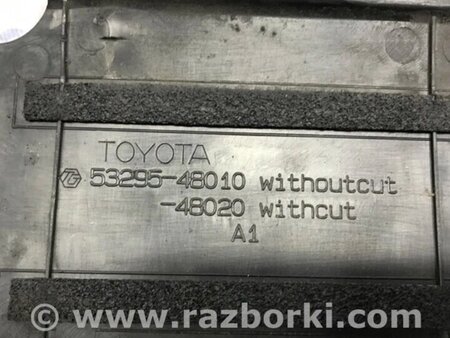 TOYOTA
53295-48010 withoutcut
-48020 withcut
A1
www.razborki.com